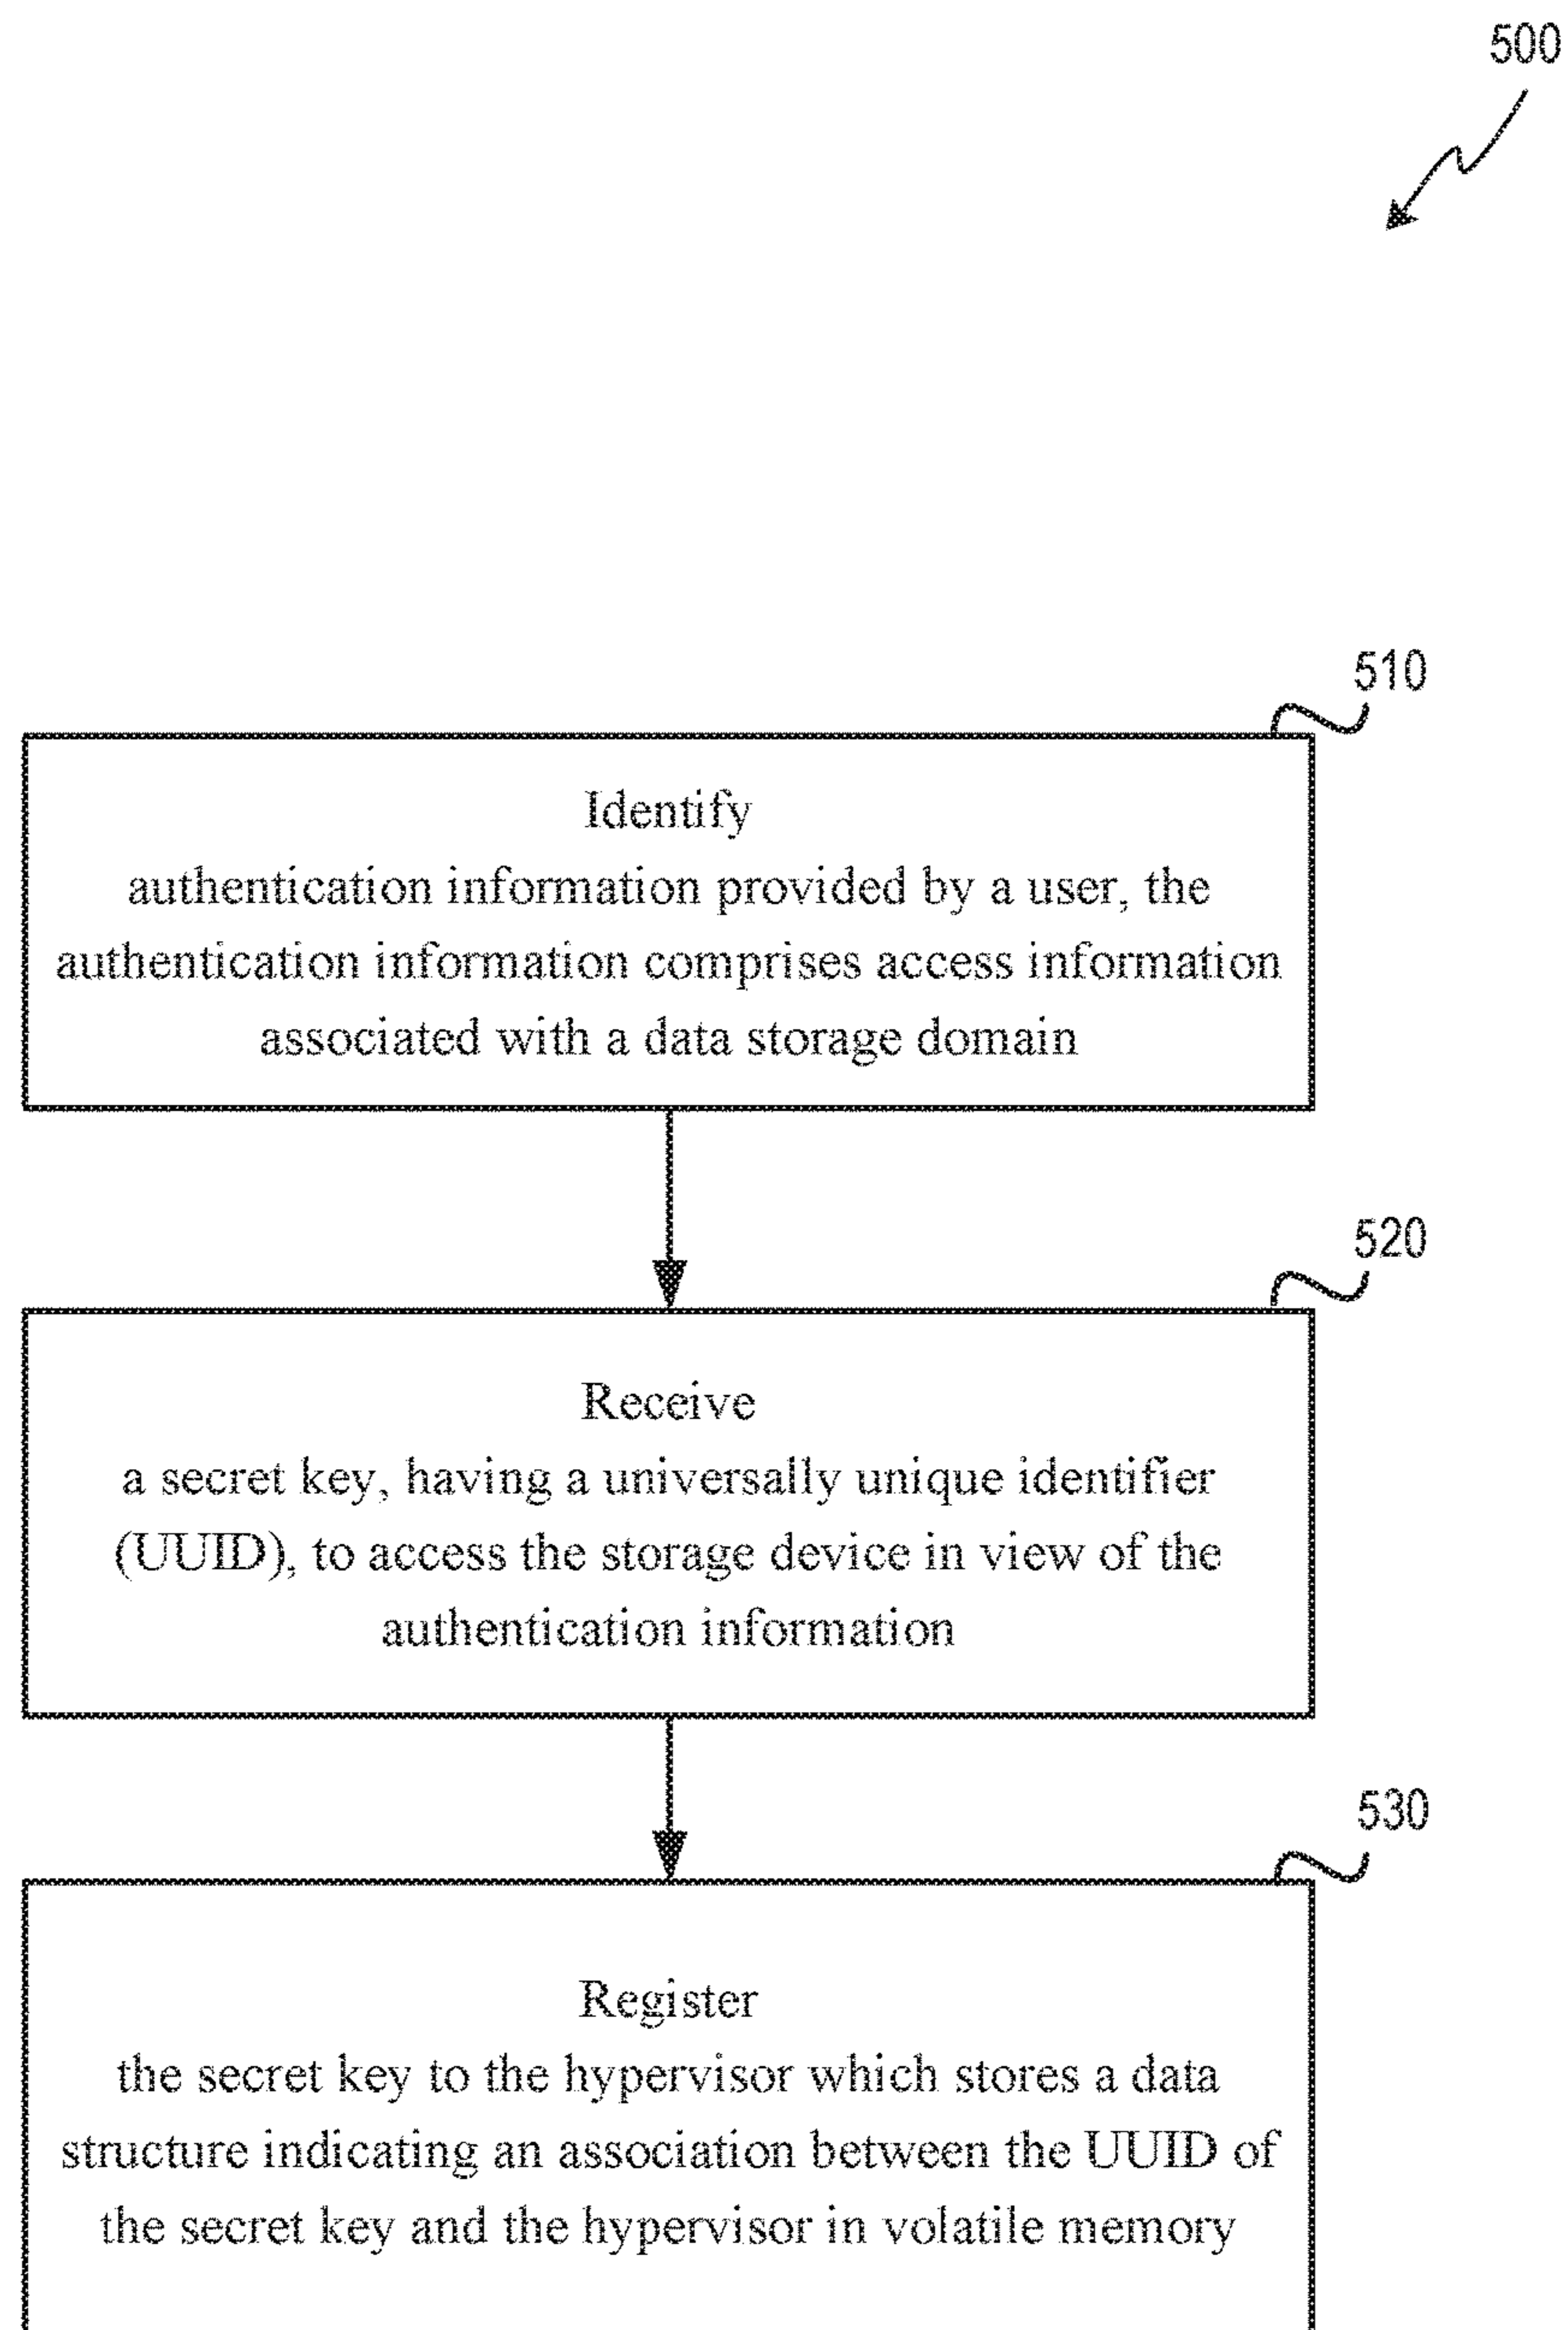 500
510
Identify
authentication information provided by a user, the
authentication information comprises access information
associated with a data storage domain
520
Receive
a secret key, having a universally unique identifier
(UUID), to access the storage device in view of the
authentication information
530
Register
the secret key to the hypervisor which stores a data
structure indicating an association between the UUID of
the secret key and the hypervisor in volatile memory